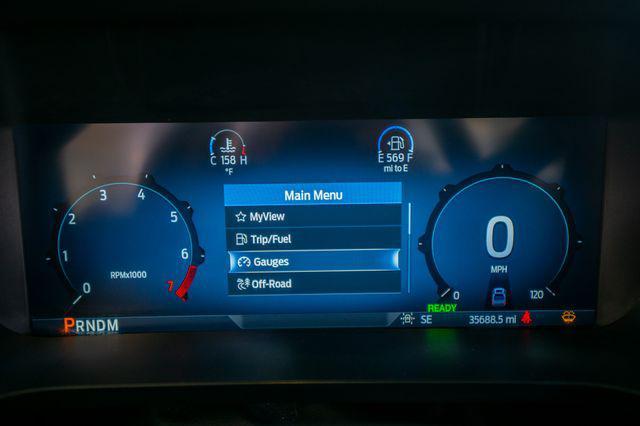 C 158 H
°F
E 569 F
mi to E
Main Menu
MyView
Trip/Fuel
Gauges
Off-Road
0 1 2 3 4 5 6 7
RPMx1000
0
MPH
0 120
READY
PRNDM
SE 35688.5 mi